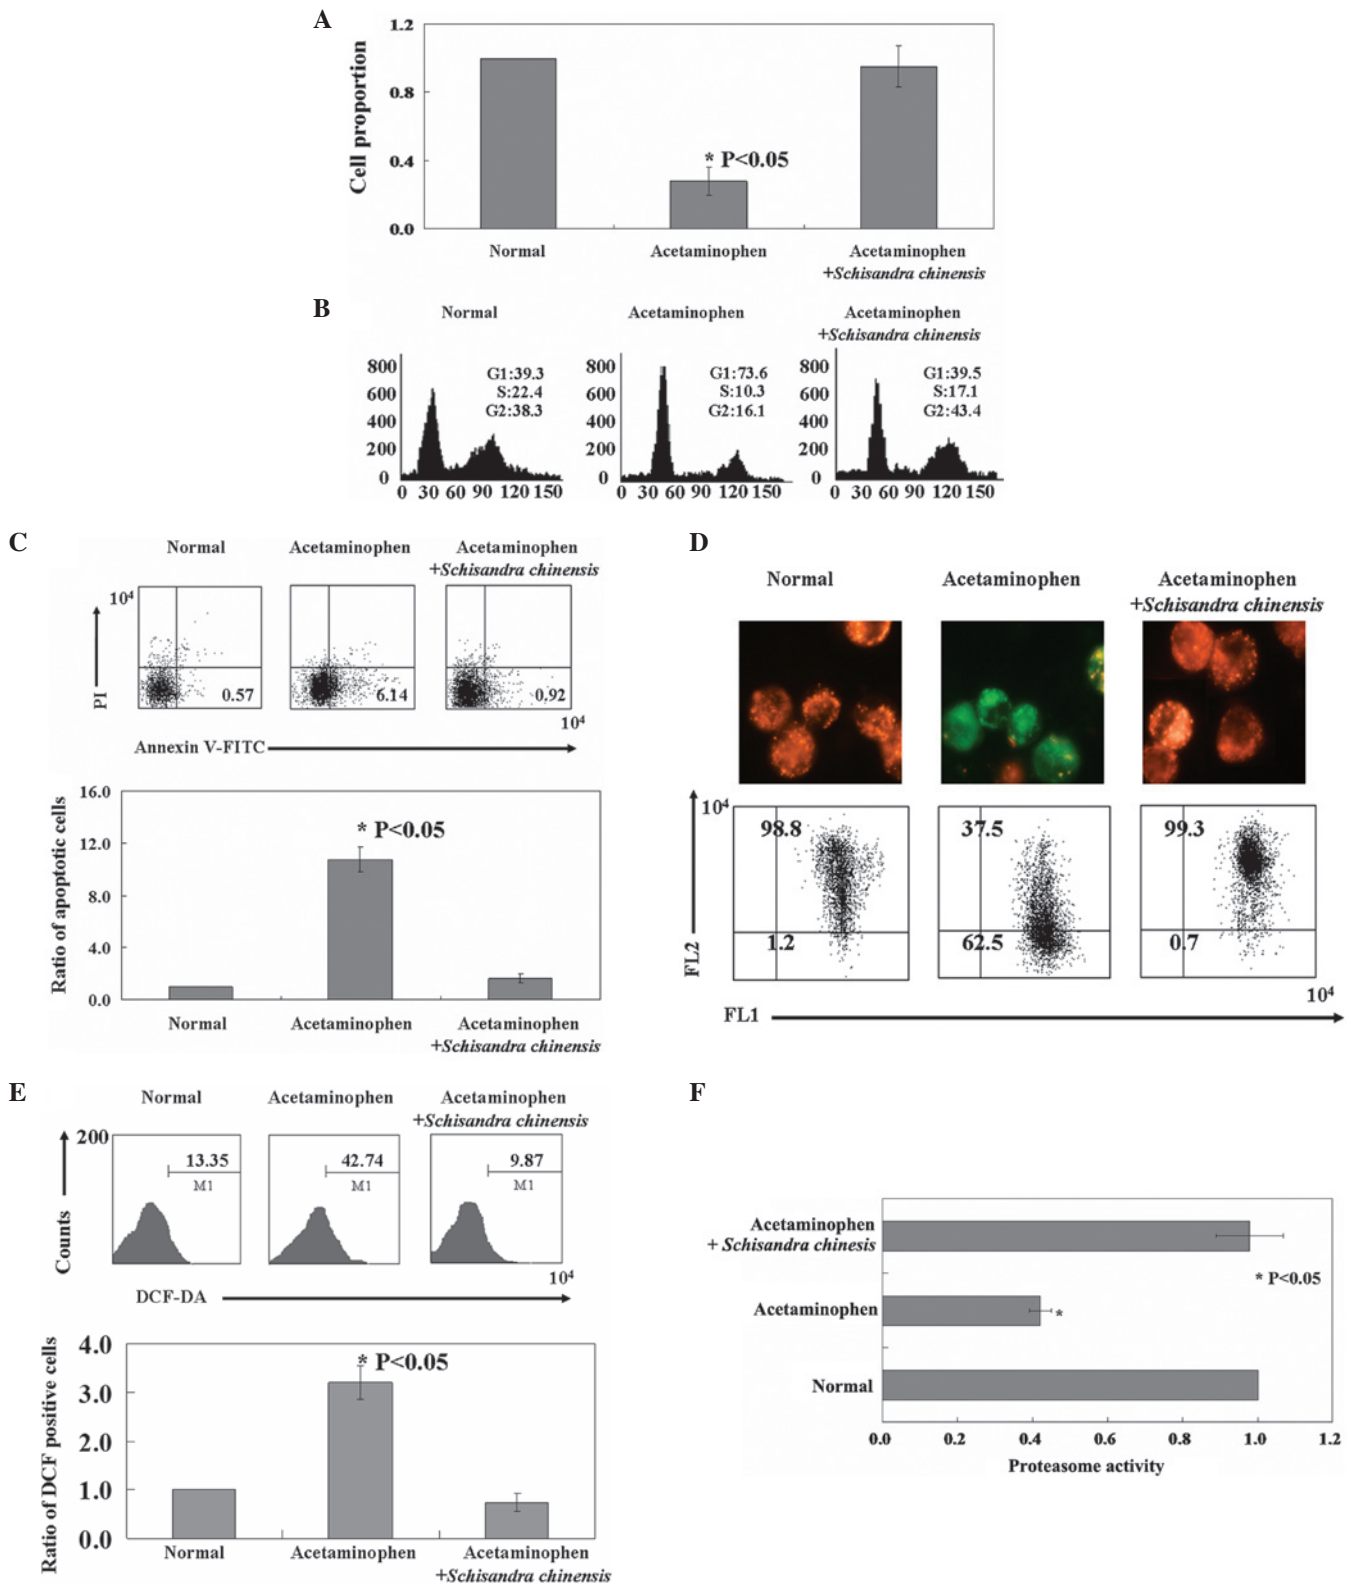 A
1.2
0.8
0.4
0.0
Cell proportion
* P<0.05
Normal
Acetaminophen
Acetaminophen
+Schisandra chinensis
B
Normal
Acetaminophen
Acetaminophen
+Schisandra chinensis
800
600
400
200
0
G1:39.3
S:22.4
G2:38.3
0 30 60 90 120 150
800
600
400
200
0
G1:73.6
S:10.3
G2:16.1
0 30 60 90 120 150
800
600
400
200
0
G1:39.5
S:17.1
G2:43.4
0 30 60 90 120 150
C
Normal
Acetaminophen
Acetaminophen
+Schisandra chinensis
10⁴
PI
0.57
6.14
0.92
10⁴
Annexin V-FITC
16.0
12.0
8.0
4.0
0.0
Ratio of apoptotic cells
* P<0.05
Normal
Acetaminophen
Acetaminophen
+Schisandra chinensis
D
Normal
Acetaminophen
Acetaminophen
+Schisandra chinensis
10⁴
FL2
98.8
1.2
37.5
62.5
99.3
0.7
10⁴
FL1
E
Normal
Acetaminophen
Acetaminophen
+Schisandra chinensis
200
Counts
13.35
M1
42.74
M1
9.87
M1
10⁴
DCF-DA
4.0
3.0
2.0
1.0
0.0
Ratio of DCF positive cells
* P<0.05
Normal
Acetaminophen
Acetaminophen
+Schisandra chinensis
F
Acetaminophen
+ Schisandra chinesis
* P<0.05
Acetaminophen
*
Normal
0.0 0.2 0.4 0.6 0.8 1.0 1.2
Proteasome activity